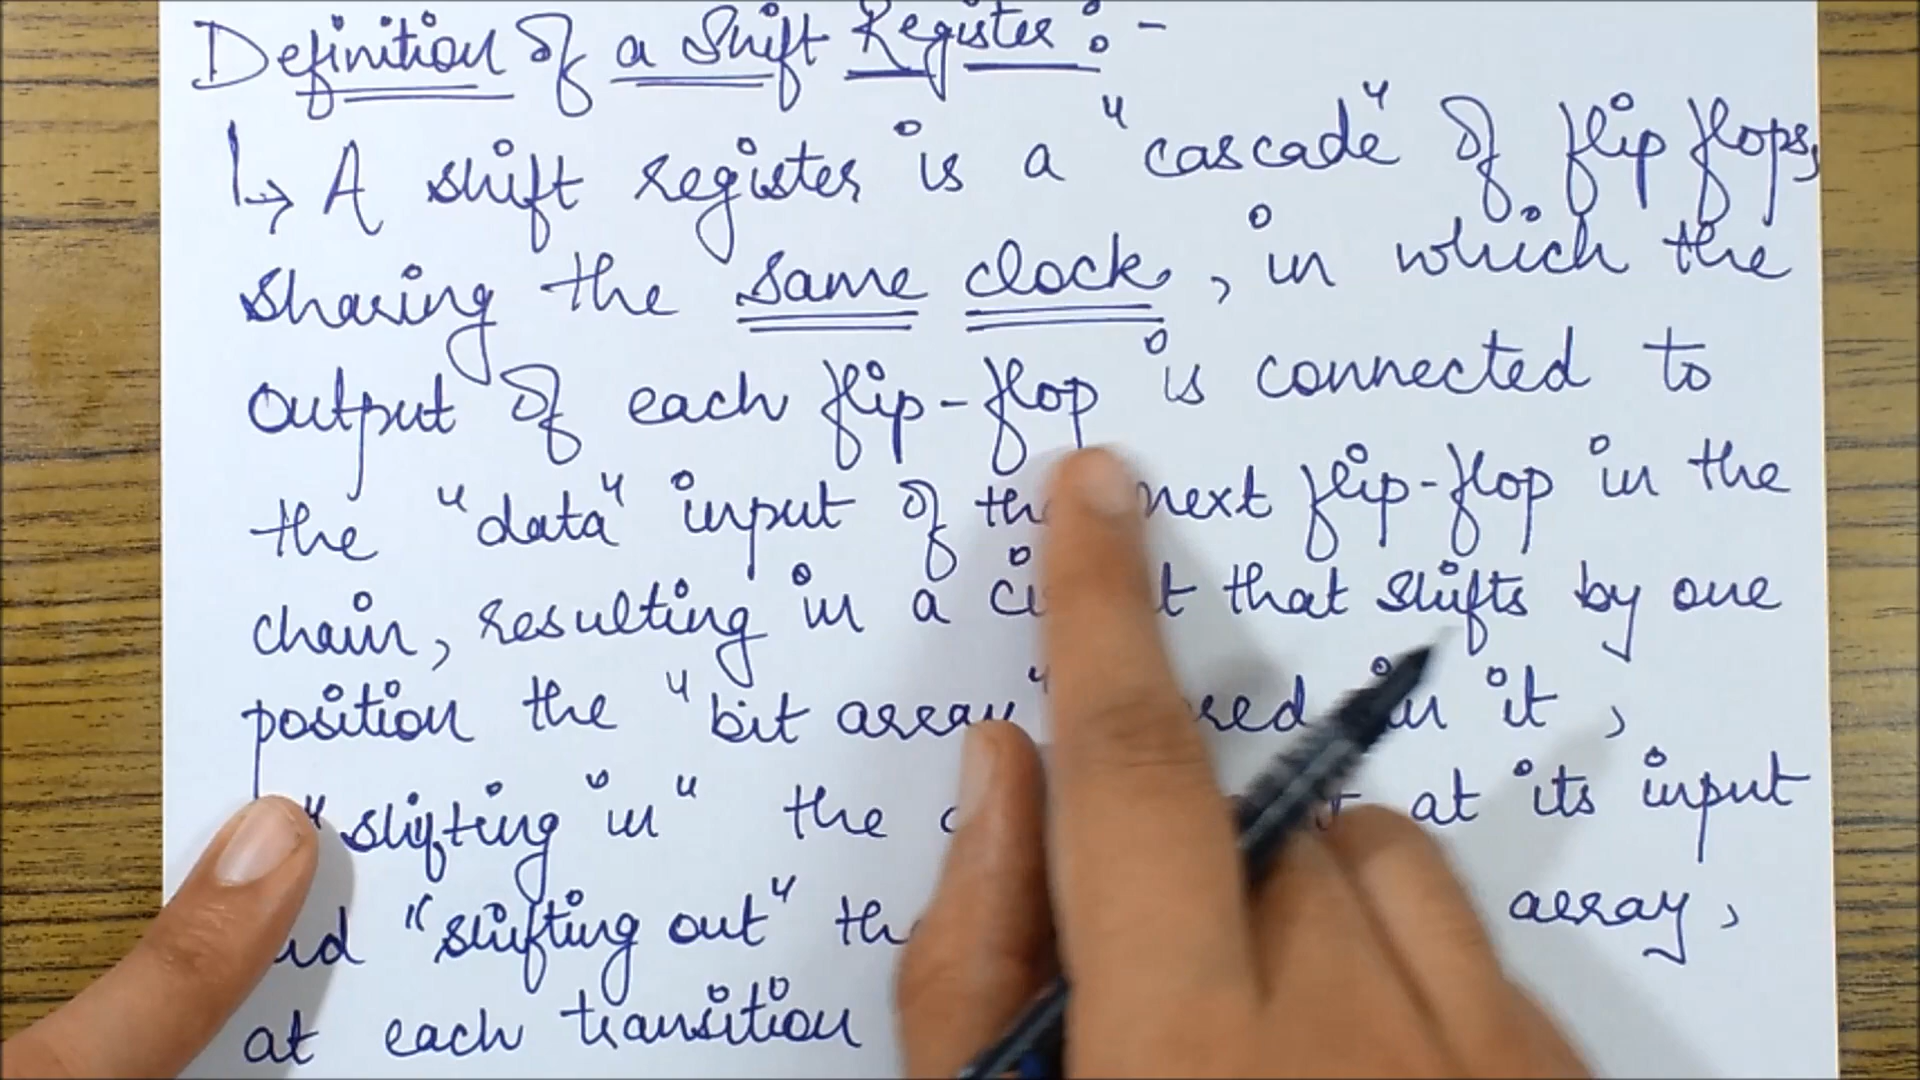 Definition of a Shift Register :-
↳ A shift register is a "cascade" of flip flops,
sharing the same clock, in which the
output of each flip-flop is connected to
the "data" input of the next flip-flop in the
chain, resulting in a that shifts by one
position the "bit array" in it,
"shifting in" the at its input
"shifting out" array,
at each transition